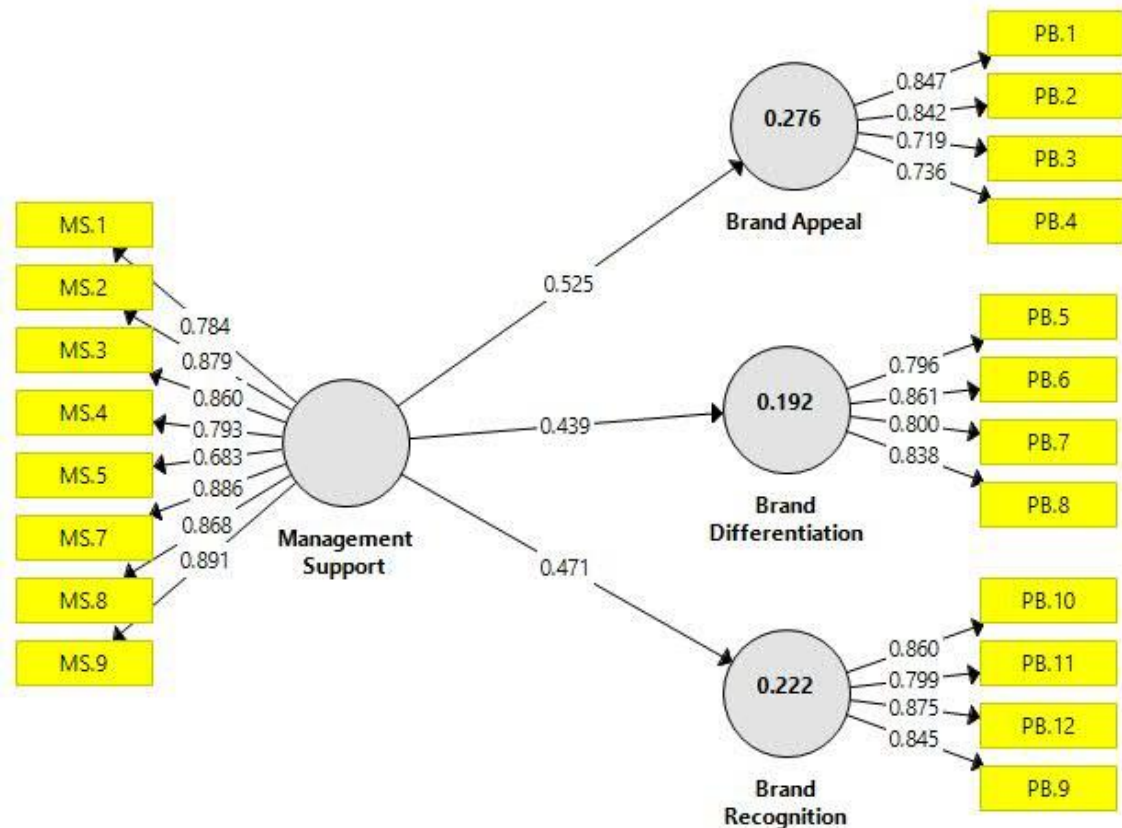 MS.1
MS.2
MS.3
MS.4
MS.5
MS.7
MS.8
MS.9
0.784
0.879
0.860
0.793
0.683
0.886
0.868
0.891
Management
Support
0.525
0.439
0.471
0.276
Brand Appeal
0.847
0.842
0.719
0.736
PB.1
PB.2
PB.3
PB.4
0.192
Brand
Differentiation
0.796
0.861
0.800
0.838
PB.5
PB.6
PB.7
PB.8
0.222
Brand
Recognition
0.860
0.799
0.875
0.845
PB.10
PB.11
PB.12
PB.9